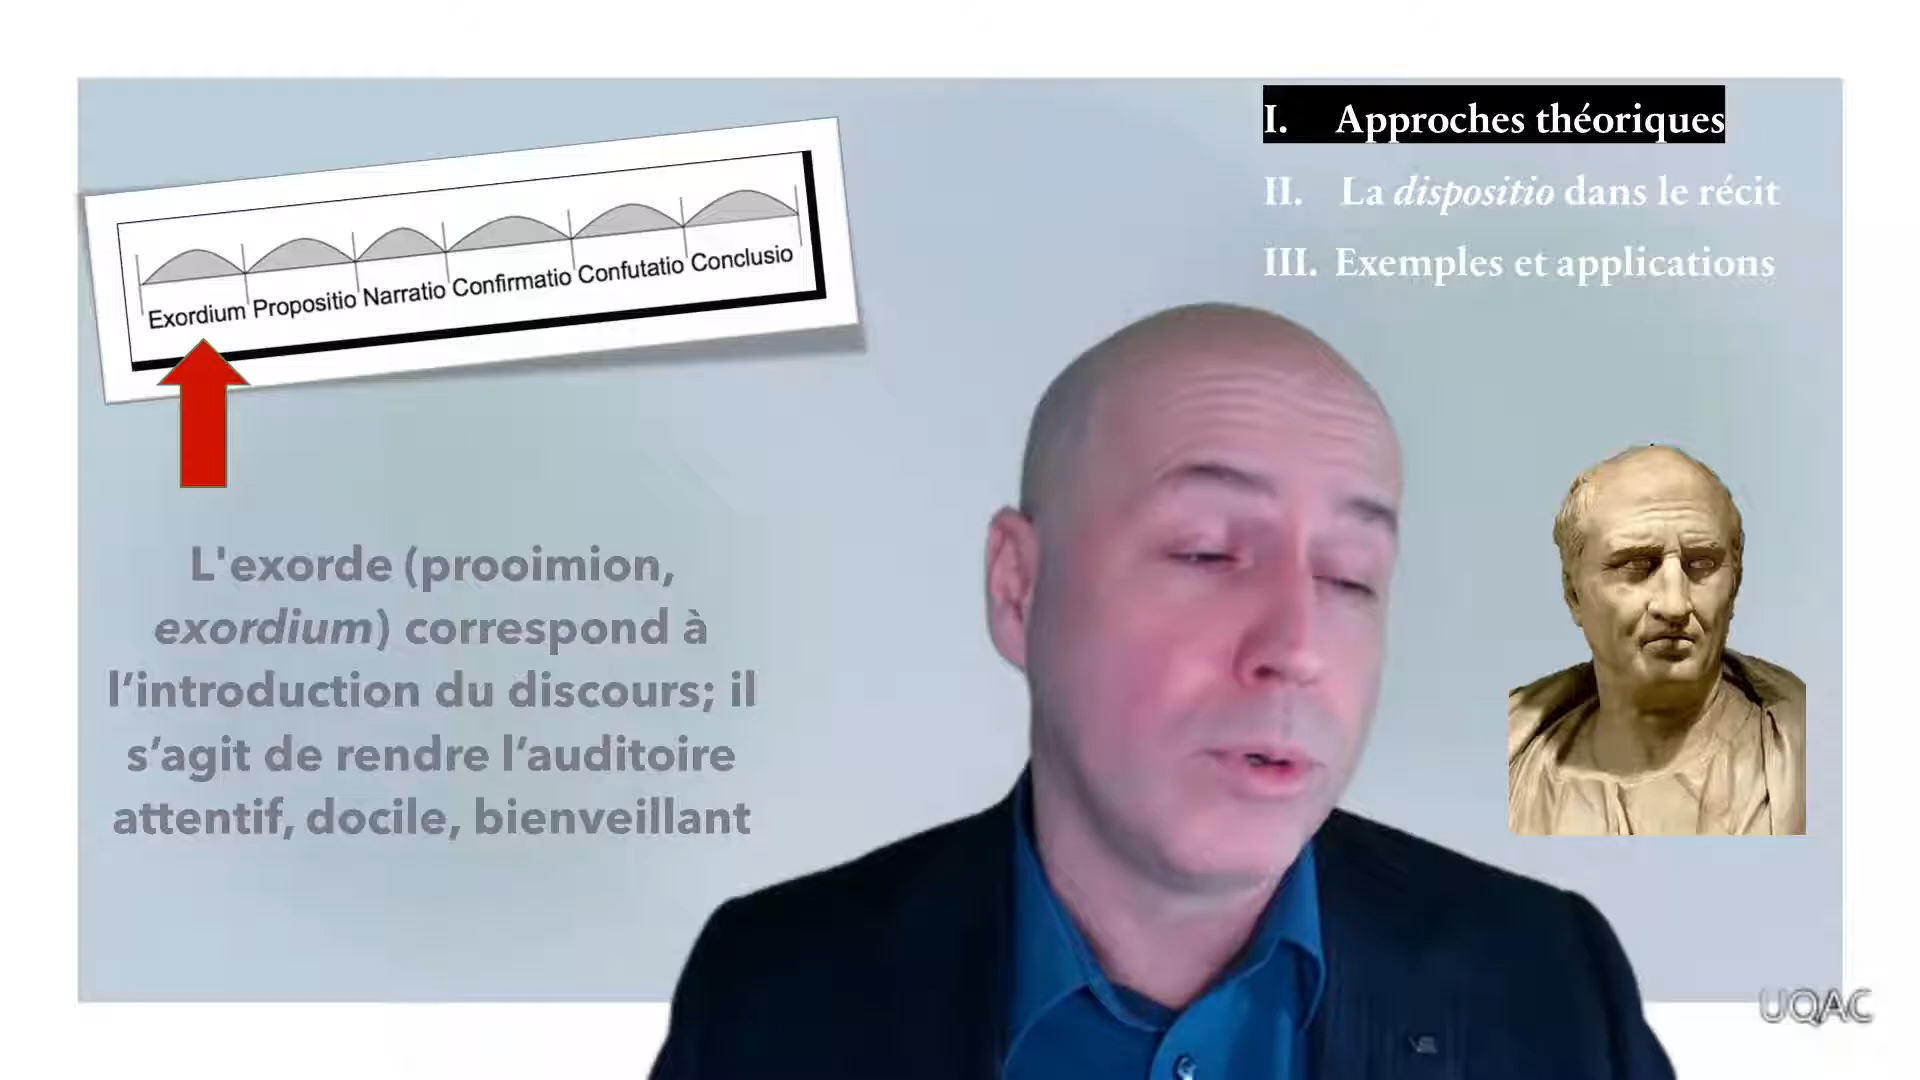 Exordium Propositio Narratio Confirmatio Confutatio Conclusio
I. Approches théoriques
II. La dispositio dans le récit
III. Exemples et applications
L'exorde (prooimion,
exordium) correspond à
l’introduction du discours; il
s’agit de rendre l’auditoire
attentif, docile, bienveillant
UQAC